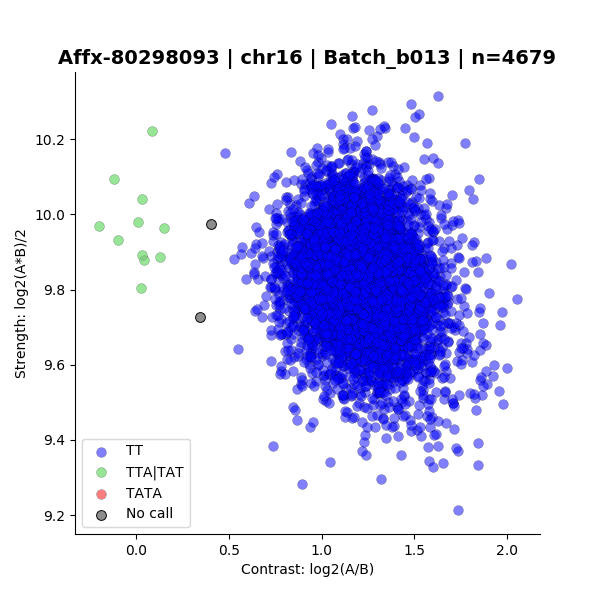 Affx-80298093 | chr16 | Batch_b013 | n=4679
Strength: log2(A*B)/2
10.2
10.0
9.8
9.6
9.4
9.2
TT
TTA|TAT
TATA
No call
0.0 0.5 1.0 1.5 2.0
Contrast: log2(A/B)